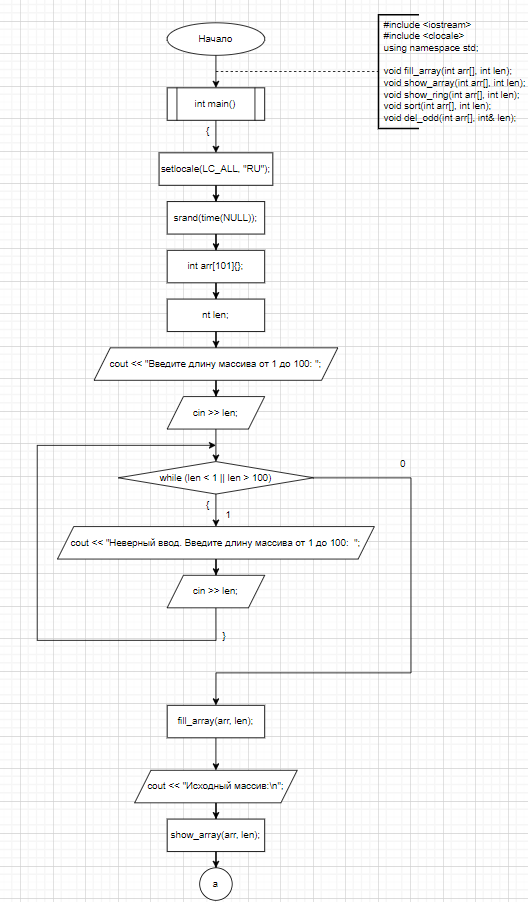 #include <iostream>
#include <clocale>
using namespace std;
void fill_array(int arr[], int len);
void show_array(int arr[], int len);
void show_ring(int arr[], int len);
void sort(int arr[], int len);
void del_odd(int arr[], int& len);
Начало
int main()
{
setlocale(LC_ALL, "RU");
srand(time(NULL));
int arr[101]{};
nt len;
cout << "Введите длину массива от 1 до 100: ";
cin >> len;
0
while (len < 1 || len > 100)
{
1
cout << "Неверный ввод. Введите длину массива от 1 до 100:  ";
cin >> len;
}
fill_array(arr, len);
cout << "Исходный массив:\n";
show_array(arr, len);
a